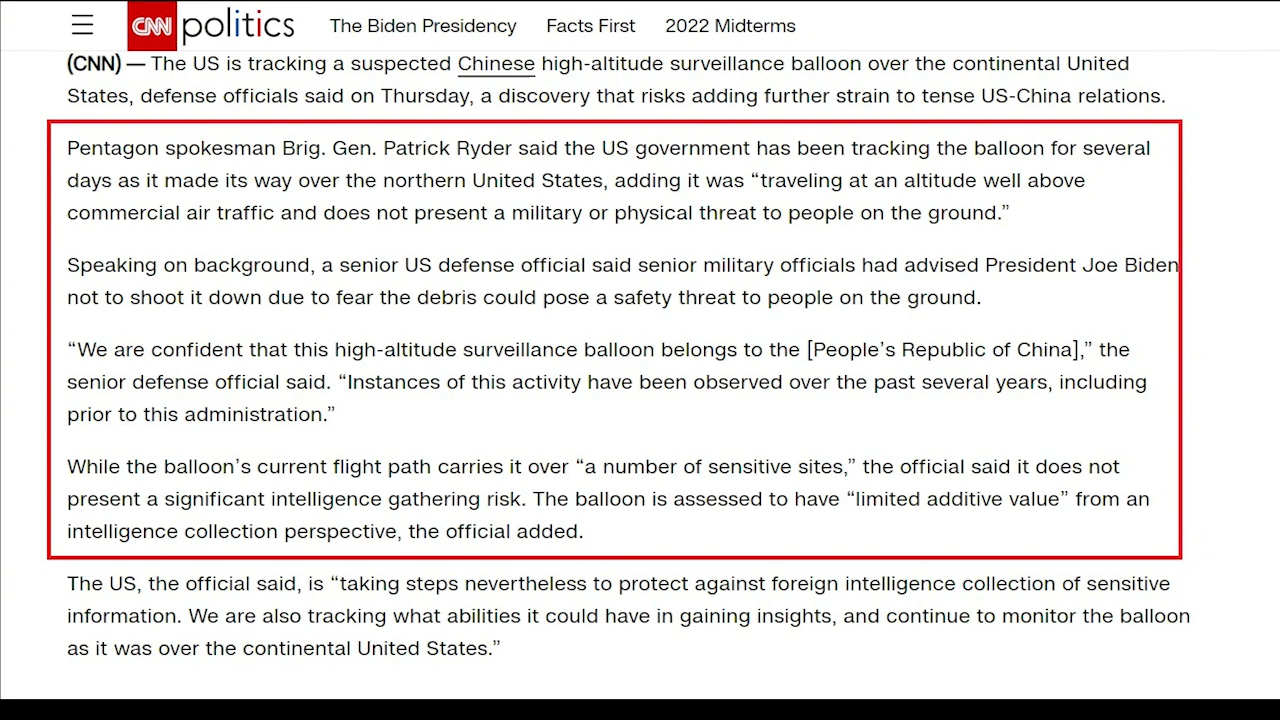 CNN politics The Biden Presidency Facts First 2022 Midterms
(CNN) — The US is tracking a suspected Chinese high-altitude surveillance balloon over the continental United
States, defense officials said on Thursday, a discovery that risks adding further strain to tense US-China relations.
Pentagon spokesman Brig. Gen. Patrick Ryder said the US government has been tracking the balloon for several
days as it made its way over the northern United States, adding it was “traveling at an altitude well above
commercial air traffic and does not present a military or physical threat to people on the ground.”
Speaking on background, a senior US defense official said senior military officials had advised President Joe Biden
not to shoot it down due to fear the debris could pose a safety threat to people on the ground.
“We are confident that this high-altitude surveillance balloon belongs to the [People’s Republic of China],” the
senior defense official said. “Instances of this activity have been observed over the past several years, including
prior to this administration.”
While the balloon’s current flight path carries it over “a number of sensitive sites,” the official said it does not
present a significant intelligence gathering risk. The balloon is assessed to have “limited additive value” from an
intelligence collection perspective, the official added.
The US, the official said, is “taking steps nevertheless to protect against foreign intelligence collection of sensitive
information. We are also tracking what abilities it could have in gaining insights, and continue to monitor the balloon
as it was over the continental United States.”